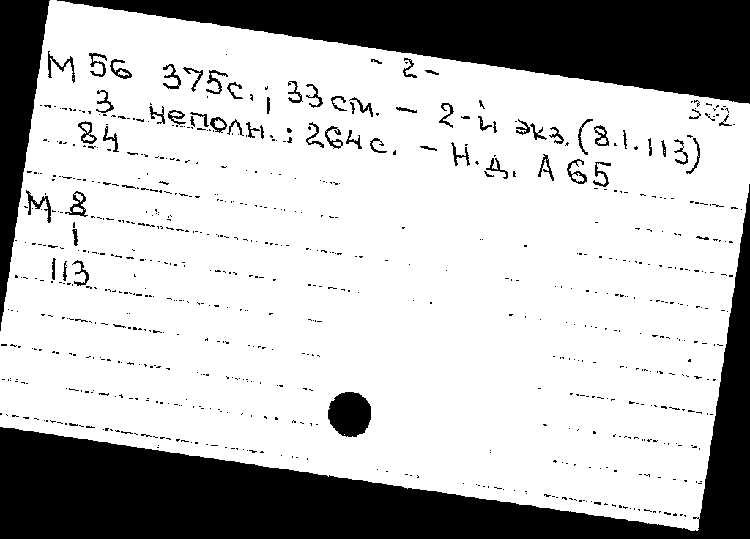 - 2 -
М 56 375с.; 33 см. — 2-й экз. (8.1.113)
3 неполн.: 264 с. — Н.д. А 65
84
М 8
1
113